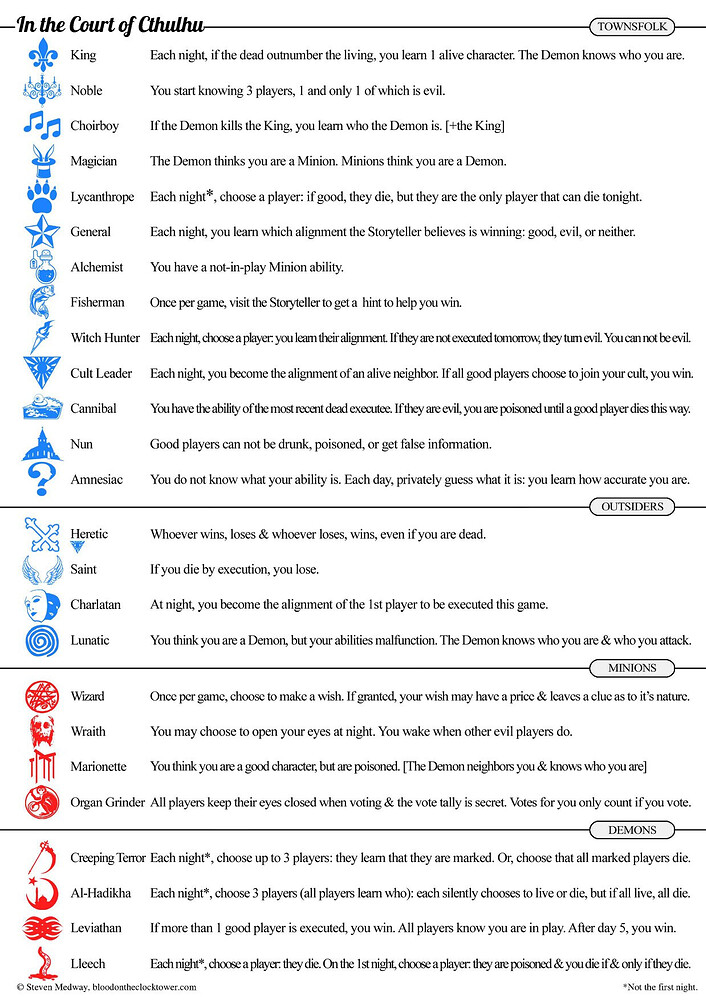 In the Court of Cthulhu
TOWNSFOLK
King Each night, if the dead outnumber the living, you learn 1 alive character. The Demon knows who you are.
Noble You start knowing 3 players, 1 and only 1 of which is evil.
Choirboy If the Demon kills the King, you learn who the Demon is. [+the King]
Magician The Demon thinks you are a Minion. Minions think you are a Demon.
Lycanthrope Each night*, choose a player: if good, they die, but they are the only player that can die tonight.
General Each night, you learn which alignment the Storyteller believes is winning: good, evil, or neither.
Alchemist You have a not-in-play Minion ability.
Fisherman Once per game, visit the Storyteller to get a hint to help you win.
Witch Hunter Each night, choose a player: you learn their alignment. If they are not executed tomorrow, they turn evil. You can not be evil.
Cult Leader Each night, you become the alignment of an alive neighbor. If all good players choose to join your cult, you win.
Cannibal You have the ability of the most recent dead executee. If they are evil, you are poisoned until a good player dies this way.
Nun Good players can not be drunk, poisoned, or get false information.
Amnesiac You do not know what your ability is. Each day, privately guess what it is: you learn how accurate you are.
OUTSIDERS
Heretic Whoever wins, loses & whoever loses, wins, even if you are dead.
Saint If you die by execution, you lose.
Charlatan At night, you become the alignment of the 1st player to be executed this game.
Lunatic You think you are a Demon, but your abilities malfunction. The Demon knows who you are & who you attack.
MINIONS
Wizard Once per game, choose to make a wish. If granted, your wish may have a price & leaves a clue as to it's nature.
Wraith You may choose to open your eyes at night. You wake when other evil players do.
Marionette You think you are a good character, but are poisoned. [The Demon neighbors you & knows who you are]
Organ Grinder All players keep their eyes closed when voting & the vote tally is secret. Votes for you only count if you vote.
DEMONS
Creeping Terror Each night*, choose up to 3 players: they learn that they are marked. Or, choose that all marked players die.
Al-Hadikha Each night*, choose 3 players (all players learn who): each silently chooses to live or die, but if all live, all die.
Leviathan If more than 1 good player is executed, you win. All players know you are in play. After day 5, you win.
Lleech Each night*, choose a player: they die. On the 1st night, choose a player: they are poisoned & you die if & only if they die.
© Steven Medway, bloodontheclocktower.com *Not the first night.